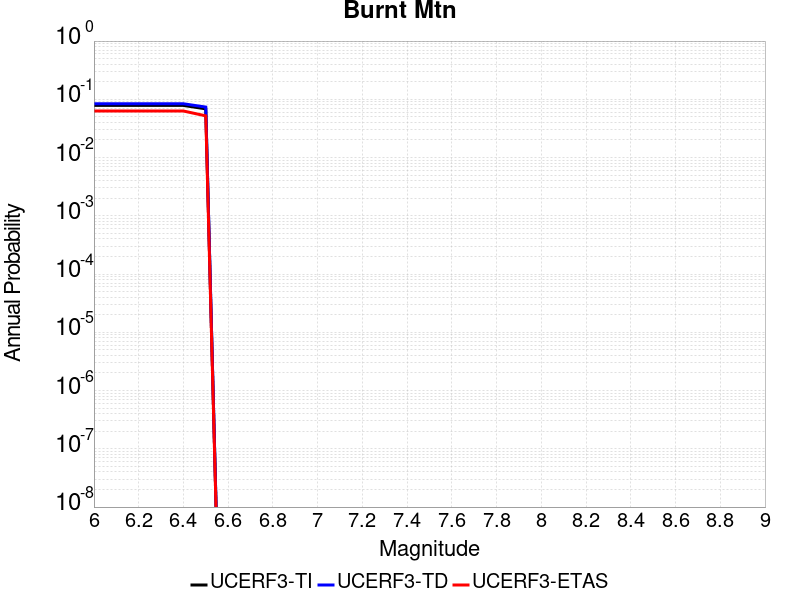 Burnt Mtn
10^0
10^-1
10^-2
10^-3
10^-4
10^-5
10^-6
10^-7
10^-8
Annual Probability
6 6.2 6.4 6.6 6.8 7 7.2 7.4 7.6 7.8 8 8.2 8.4 8.6 8.8 9
Magnitude
UCERF3-TI UCERF3-TD UCERF3-ETAS